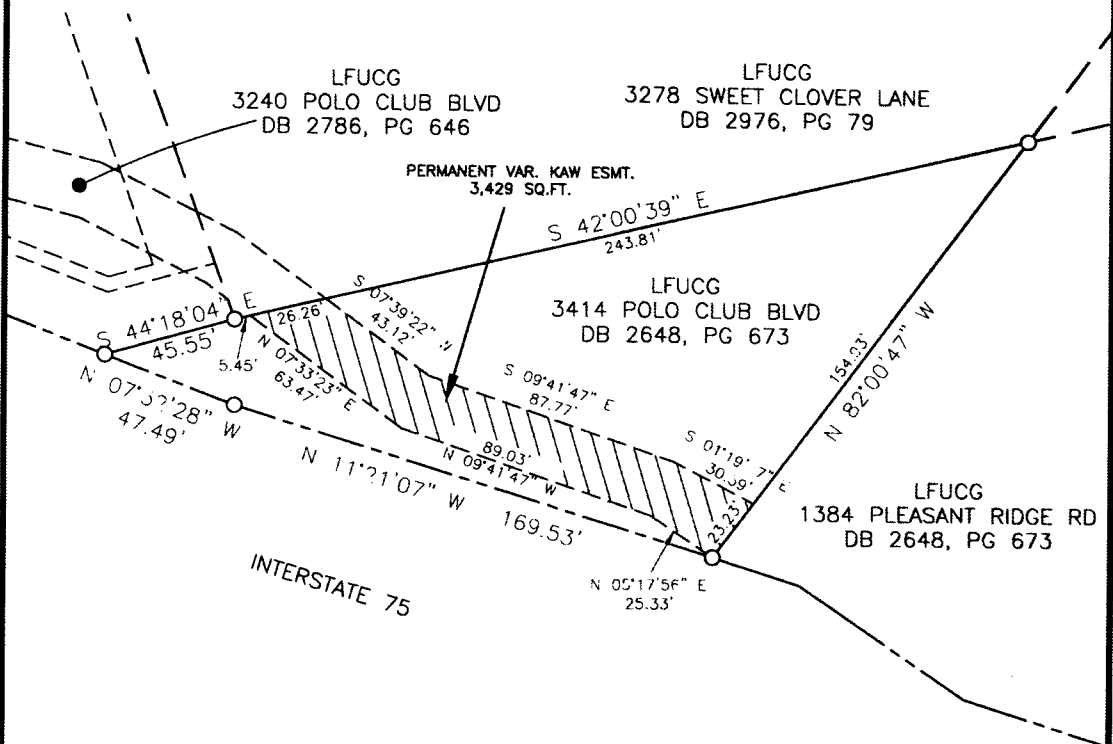 LFUCG
3240 POLO CLUB BLVD
DB 2786, PG 646
LFUCG
3278 SWEET CLOVER LANE
DB 2976, PG 79
PERMANENT VAR. KAW ESMT.
3,429 SQ.FT.
S 42°00'39" E
243.81'
LFUCG
3414 POLO CLUB BLVD
DB 2648, PG 673
S 44°18'04" E
45.55'
5.45'
26.26'
S 07°39'22" W
43.12'
N 07°33'23" E
63.47'
S 09°41'47" E
87.77'
89.03'
N 09°41'47" W
S E
23.23'
154.03'
N 82°00'47" W
N W
47.49'
N W
169.53'
N E
25.33'
LFUCG
1384 PLEASANT RIDGE RD
DB 2648, PG 673
INTERSTATE 75